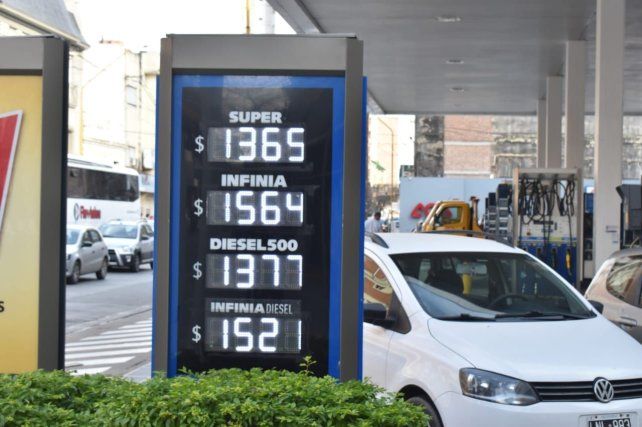 SUPER
$ 1365
INFINIA
$ 1564
DIESEL500
$ 1377
INFINIA DIESEL
$ 1521